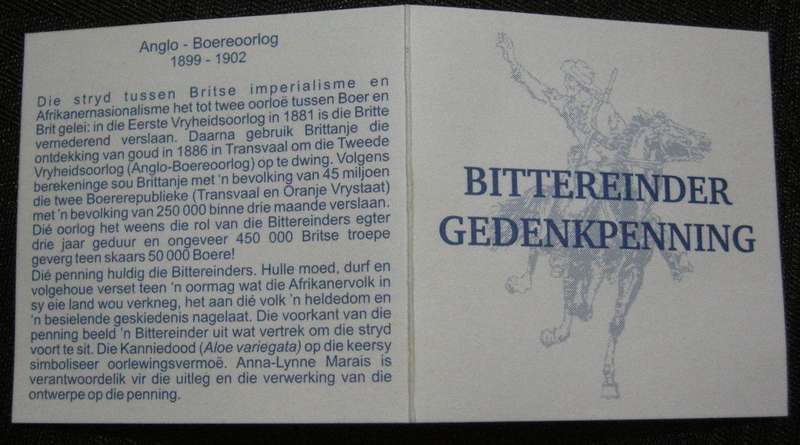 Anglo - Boereoorlog
1899 - 1902
Die stryd tussen Britse imperialisme en
Afrikanernasionalisme het tot twee oorloë tussen Boer en
Brit gelei: in die Eerste Vryheidsoorlog in 1881 is die Britte
vernederend verslaan. Daarna gebruik Brittanje die
ontdekking van goud in 1886 in Transvaal om die Tweede
Vryheidsoorlog (Anglo-Boereoorlog) op te dwing. Volgens
berekeninge sou Brittanje met 'n bevolking van 45 miljoen
die twee Boererepublieke (Transvaal en Oranje Vrystaat)
met 'n bevolking van 250 000 binne drie maande verslaan.
Dié oorlog het weens die rol van die Bittereinders egter
drie jaar geduur en ongeveer 450 000 Britse troepe
geverg teen skaars 50 000 Boere!
Dié penning huldig die Bittereinders. Hulle moed, durf en
volgehoue verset teen 'n oormag wat die Afrikanervolk in
sy eie land wou verkneg, het aan dié volk 'n heldedom en
'n besielende geskiedenis nagelaat. Die voorkant van die
penning beeld 'n Bittereinder uit wat vertrek om die stryd
voort te sit. Die Kanniedood (Aloe variegata) op die keersy
simboliseer oorlewingsvermoë. Anna-Lynne Marais is
verantwoordelik vir die uitleg en die verwerking van die
ontwerpe op die penning.
BITTEREINDER
GEDENKPENNING